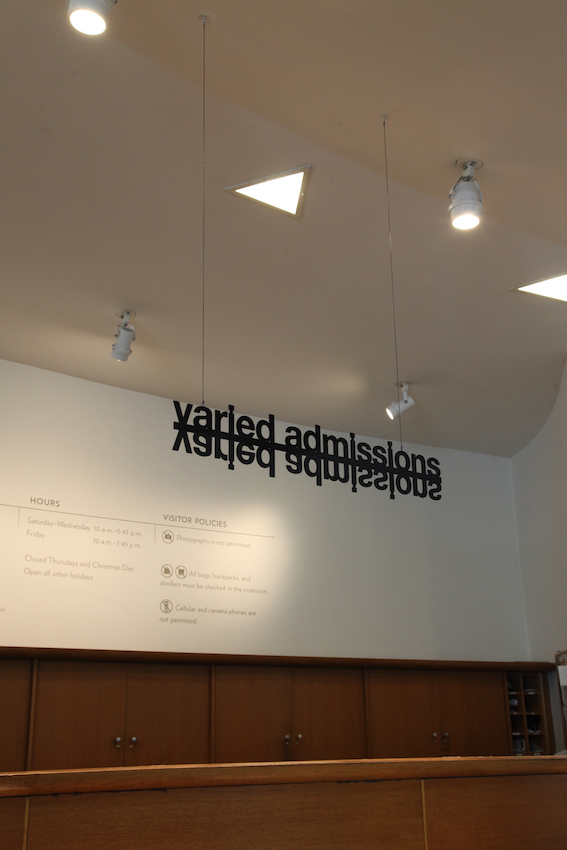 varied admissions
varied admissions
HOURS
Saturday–Wednesday 10 a.m.–5:45 p.m.
Friday 10 a.m.–7:45 p.m.
Closed Thursdays and Christmas Day
Open all other holidays
VISITOR POLICIES
Photography is not permitted.
All bags, backpacks, and
strollers must be checked in the coatroom.
Cellular and camera phones are
not permitted.